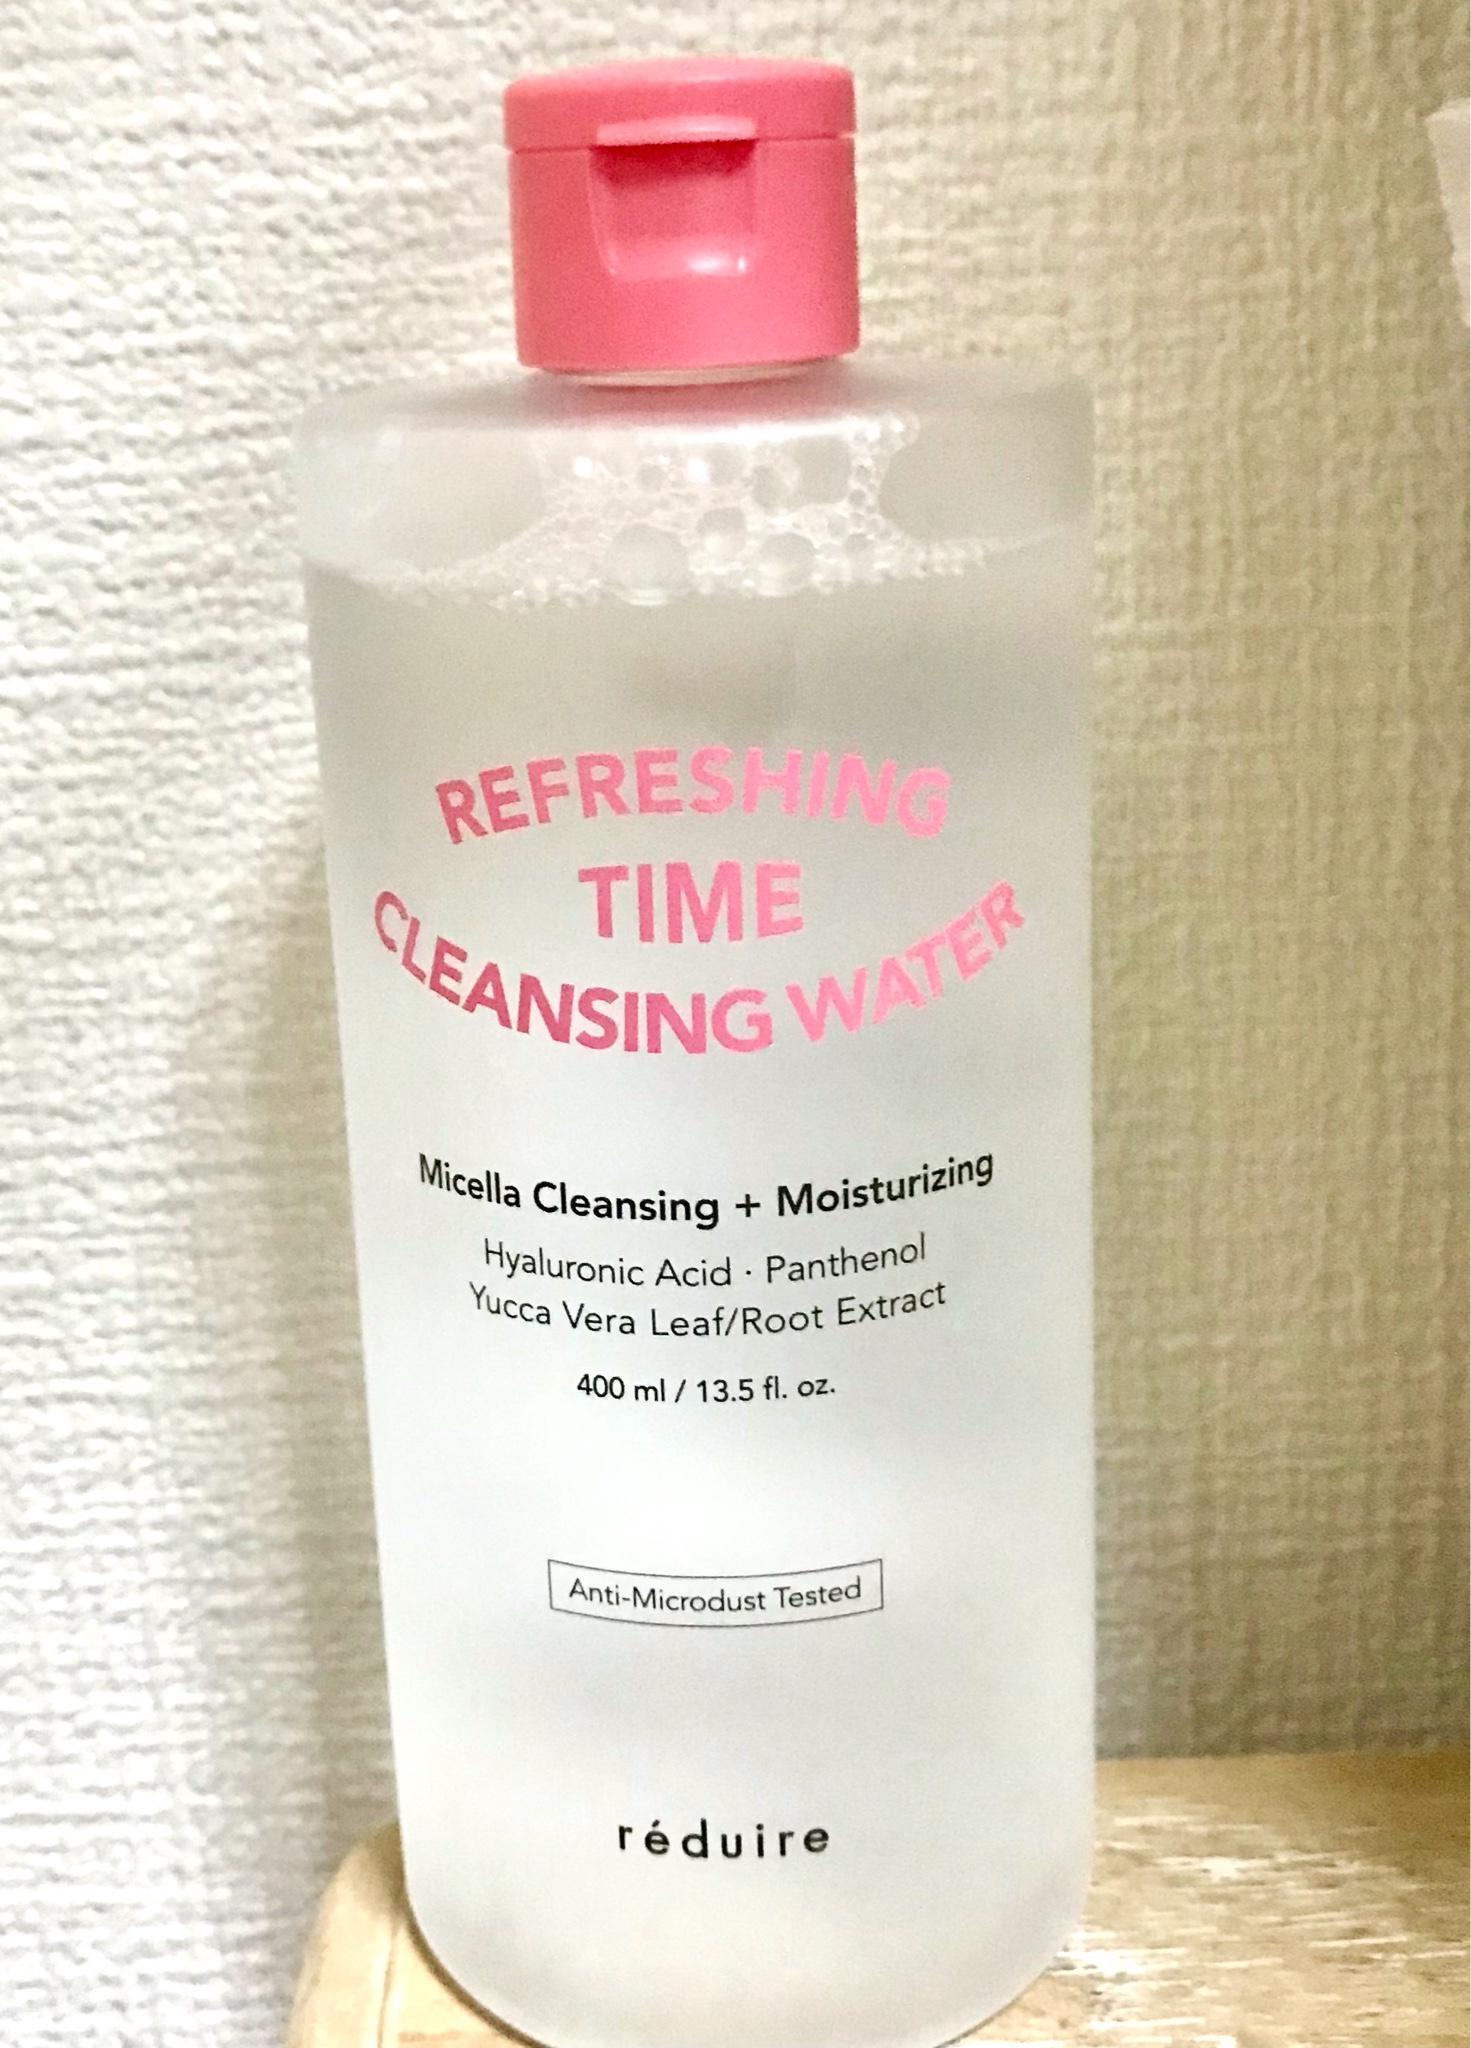 REFRESHING
TIME
CLEANSING WATER
Micella Cleansing + Moisturizing
Hyaluronic Acid · Panthenol
Yucca Vera Leaf/Root Extract
400 ml / 13.5 fl. oz.
Anti-Microdust Tested
réduire